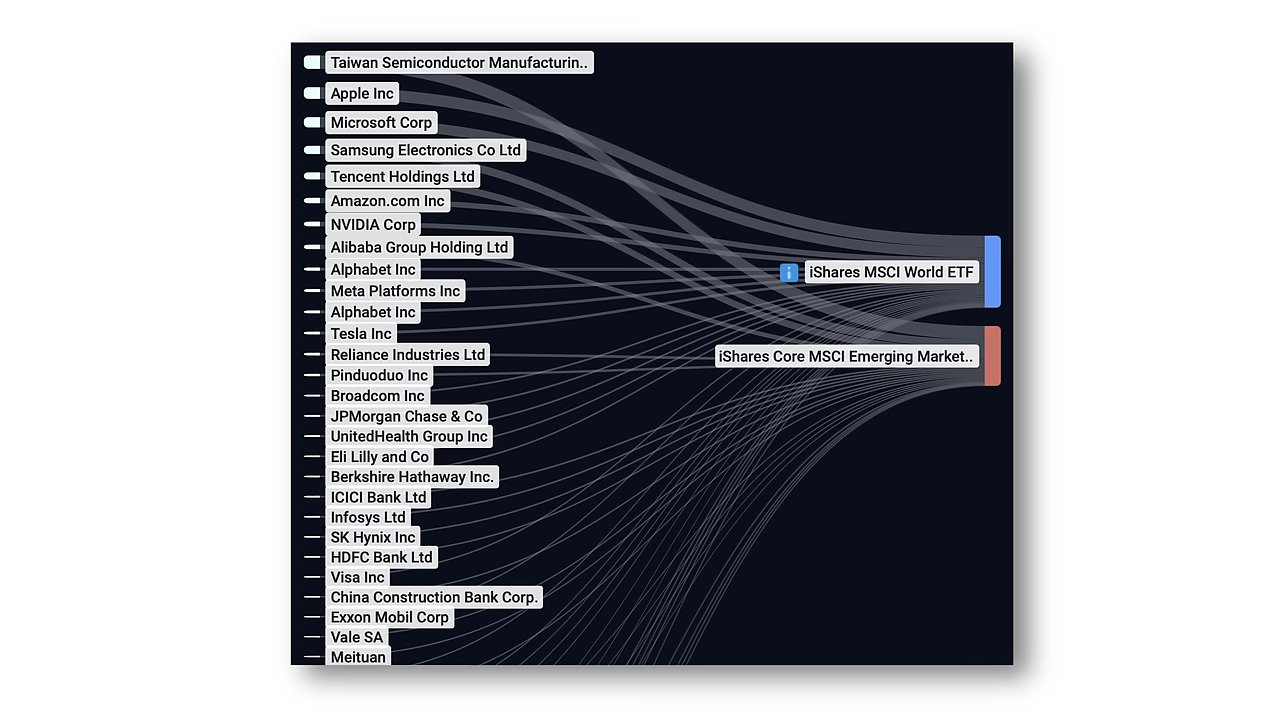 Taiwan Semiconductor Manufacturin..
Apple Inc
Microsoft Corp
Samsung Electronics Co Ltd
Tencent Holdings Ltd
Amazon.com Inc
NVIDIA Corp
Alibaba Group Holding Ltd
Alphabet Inc
iShares MSCI World ETF
Meta Platforms Inc
Alphabet Inc
Tesla Inc
Reliance Industries Ltd
iShares Core MSCI Emerging Market..
Pinduoduo Inc
Broadcom Inc
JPMorgan Chase & Co
UnitedHealth Group Inc
Eli Lilly and Co
Berkshire Hathaway Inc.
ICICI Bank Ltd
Infosys Ltd
SK Hynix Inc
HDFC Bank Ltd
Visa Inc
China Construction Bank Corp.
Exxon Mobil Corp
Vale SA
Meituan